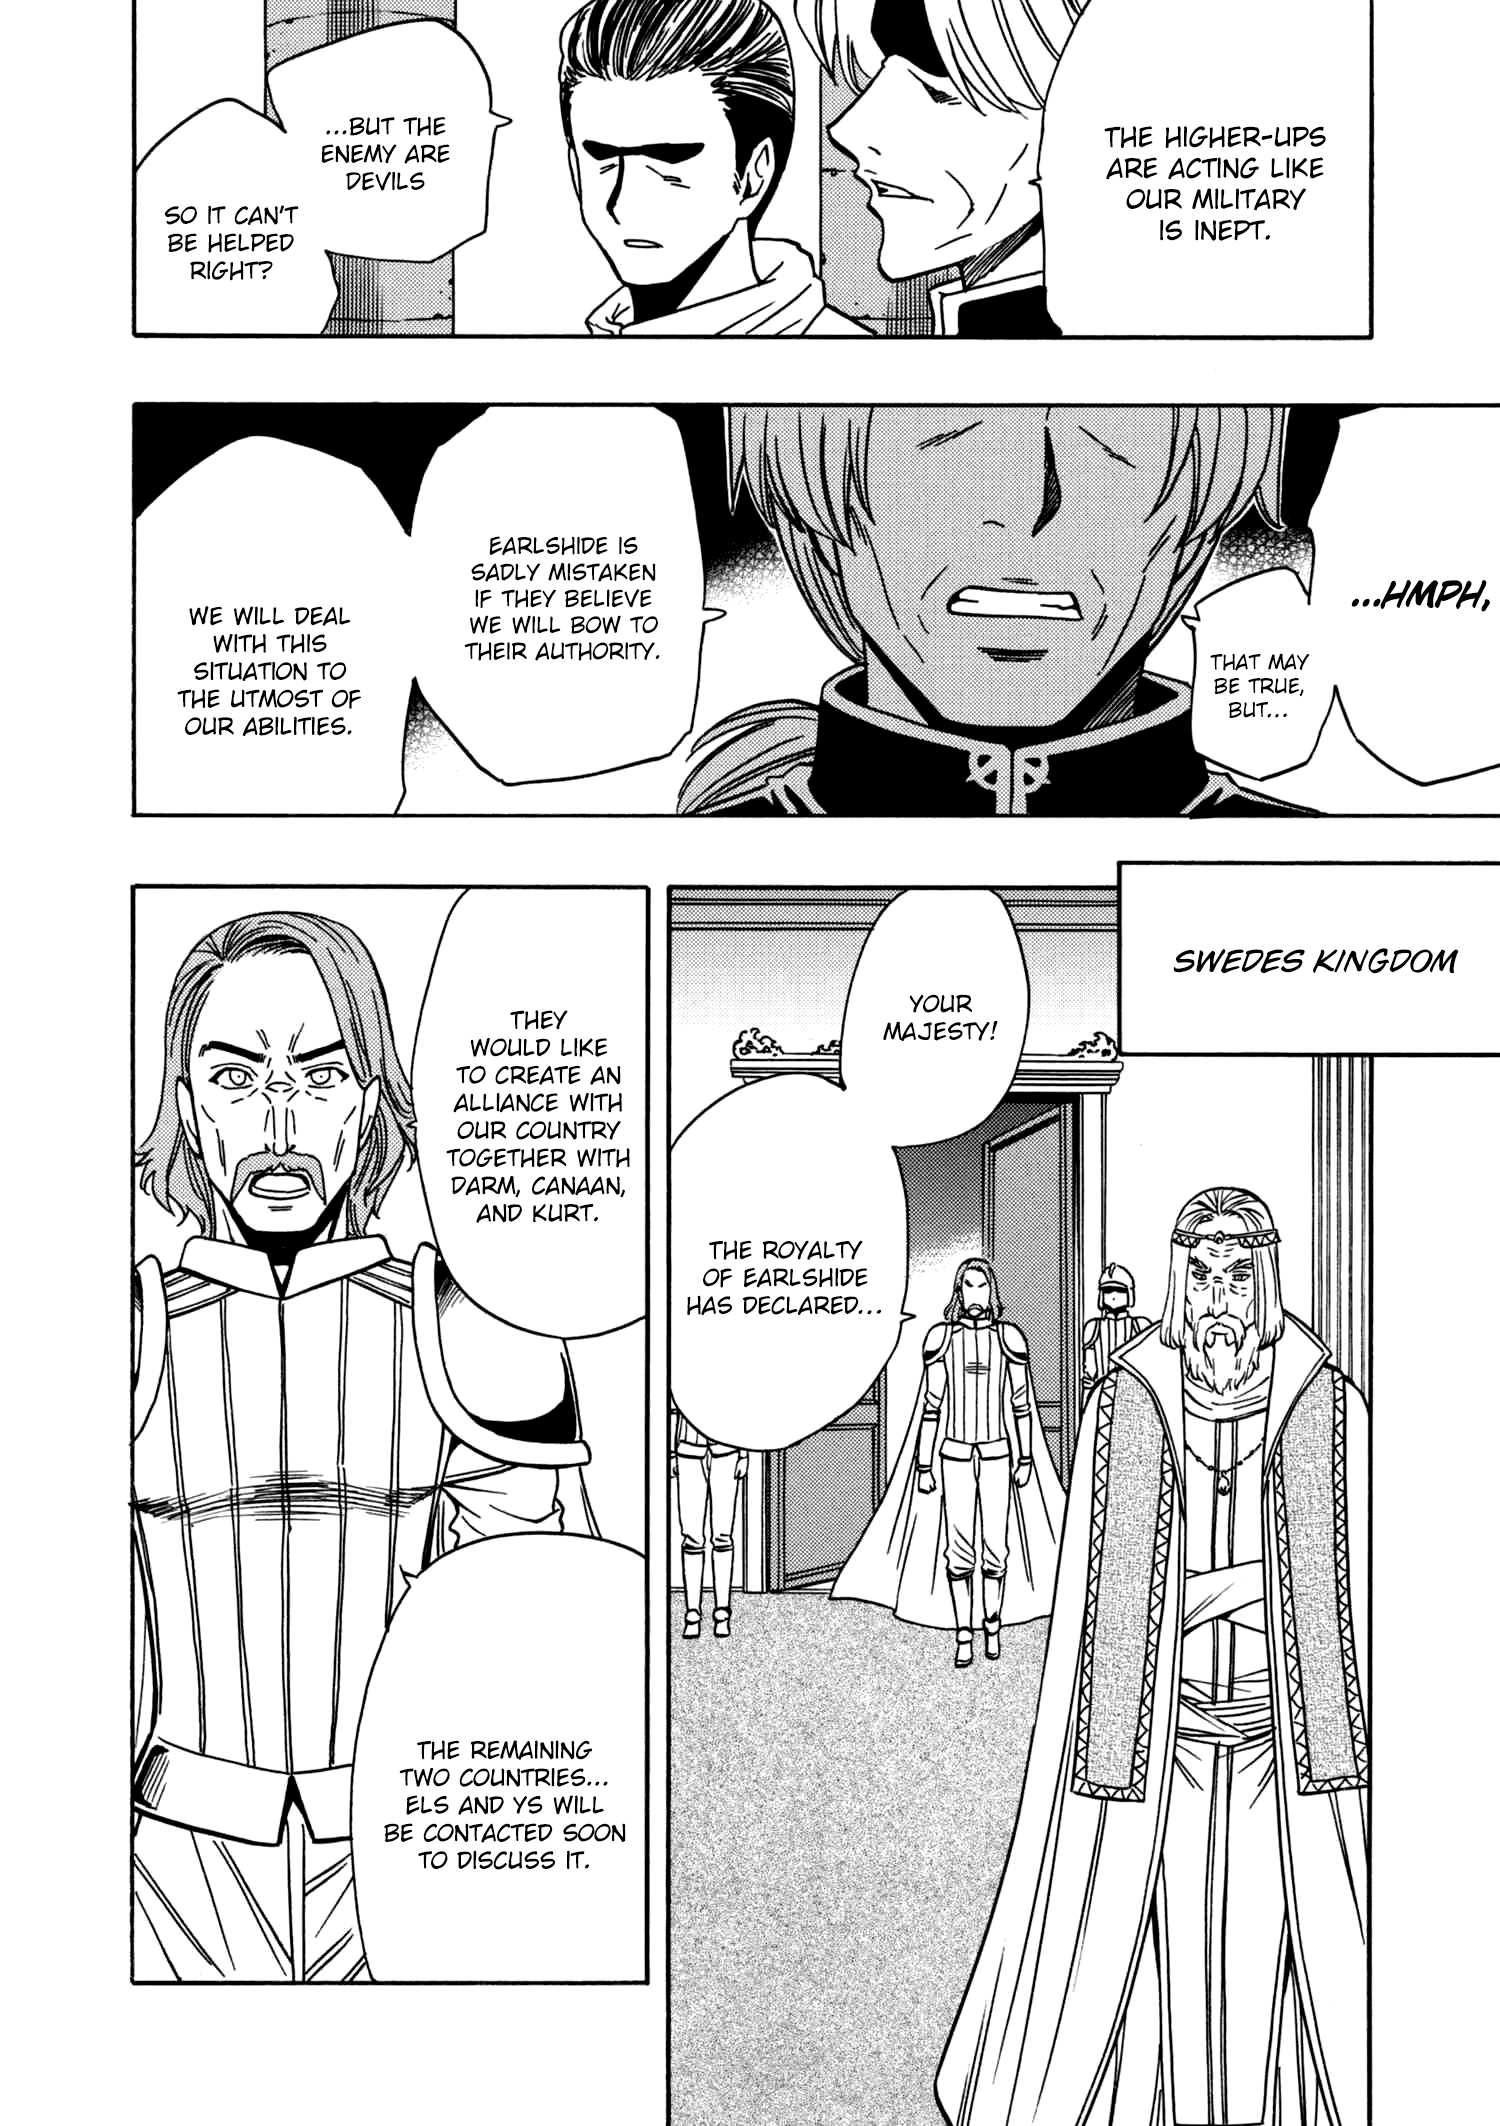 THE HIGHER-UPS
ARE ACTING LIKE
OUR MILITARY
IS INEPT.
...BUT THE
ENEMY ARE
DEVILS
SO IT CAN'T
BE HELPED
RIGHT?
...HMPH,
THAT MAY
BE TRUE,
BUT...
EARLSHIDE IS
SADLY MISTAKEN
IF THEY BELIEVE
WE WILL BOW TO
THEIR AUTHORITY.
WE WILL DEAL
WITH THIS
SITUATION TO
THE UTMOST OF
OUR ABILITIES.
SWEDES KINGDOM
YOUR
MAJESTY!
THE ROYALTY
OF EARLSHIDE
HAS DECLARED...
THEY
WOULD LIKE
TO CREATE AN
ALLIANCE WITH
OUR COUNTRY
TOGETHER WITH
DARM, CANAAN,
AND KURT.
THE REMAINING
TWO COUNTRIES...
ELS AND YS WILL
BE CONTACTED SOON
TO DISCUSS IT.